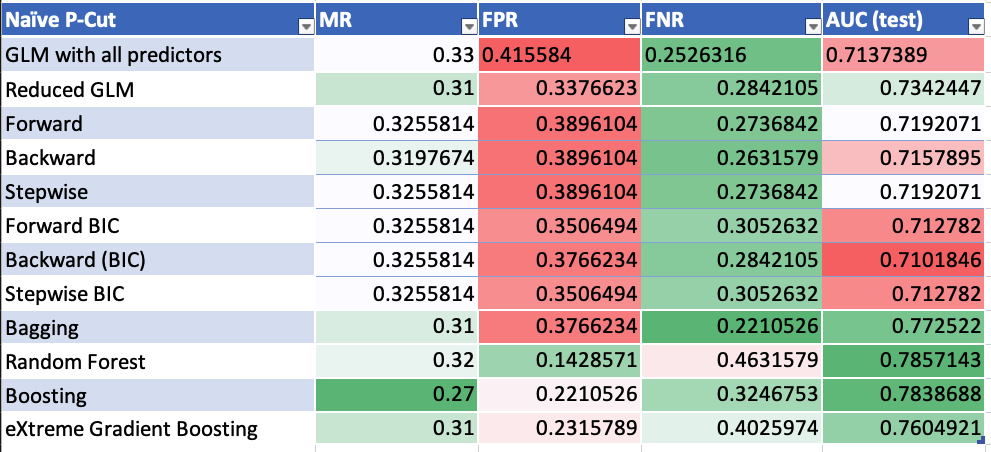 Naïve P-Cut MR FPR FNR AUC (test)
GLM with all predictors 0.33 0.415584 0.2526316 0.7137389
Reduced GLM 0.31 0.3376623 0.2842105 0.7342447
Forward 0.3255814 0.3896104 0.2736842 0.7192071
Backward 0.3197674 0.3896104 0.2631579 0.7157895
Stepwise 0.3255814 0.3896104 0.2736842 0.7192071
Forward BIC 0.3255814 0.3506494 0.3052632 0.712782
Backward (BIC) 0.3255814 0.3766234 0.2842105 0.7101846
Stepwise BIC 0.3255814 0.3506494 0.3052632 0.712782
Bagging 0.31 0.3766234 0.2210526 0.772522
Random Forest 0.32 0.1428571 0.4631579 0.7857143
Boosting 0.27 0.2210526 0.3246753 0.7838688
eXtreme Gradient Boosting 0.31 0.2315789 0.4025974 0.7604921